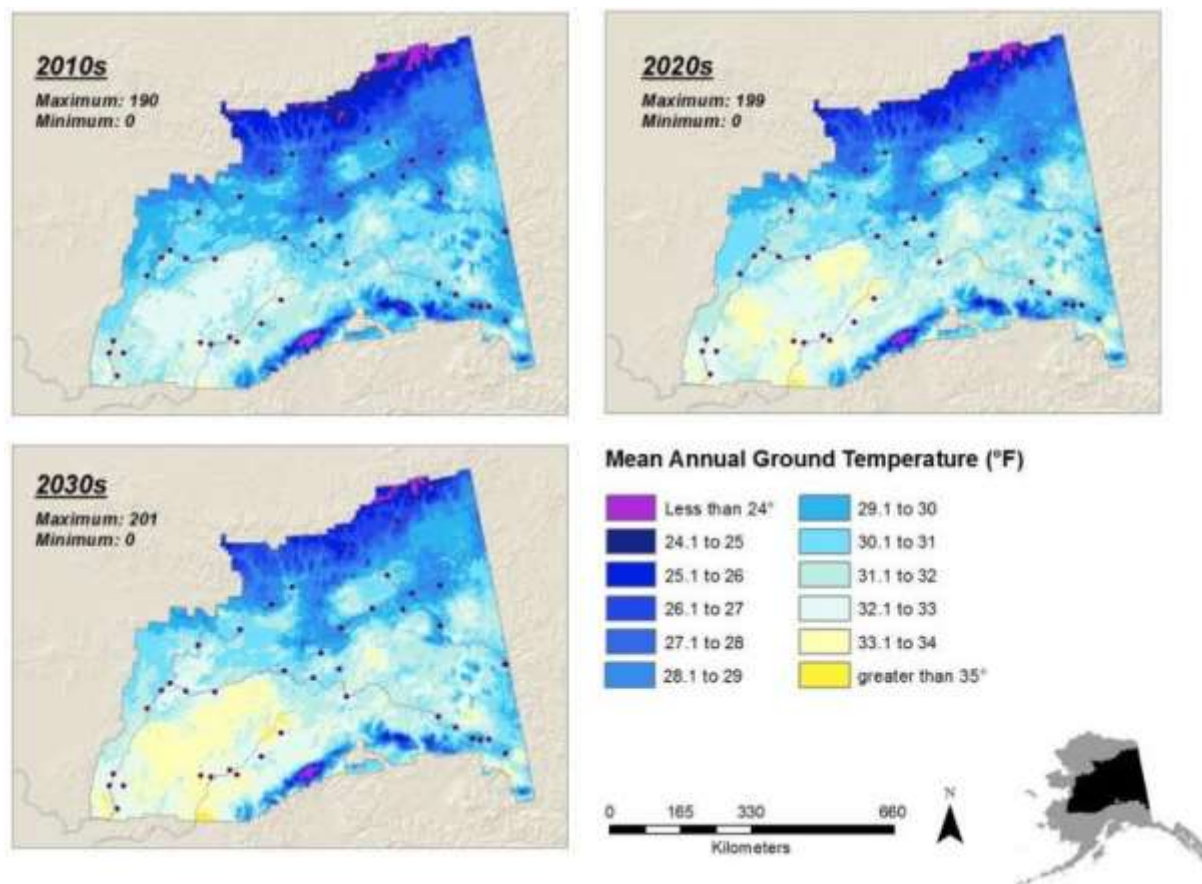 2010s
Maximum: 190
Minimum: 0
2020s
Maximum: 199
Minimum: 0
2030s
Maximum: 201
Minimum: 0
Mean Annual Ground Temperature (°F)
Less than 24°
24.1 to 25
25.1 to 26
26.1 to 27
27.1 to 28
28.1 to 29
29.1 to 30
30.1 to 31
31.1 to 32
32.1 to 33
33.1 to 34
greater than 35°
0 165 330 660
Kilometers
N